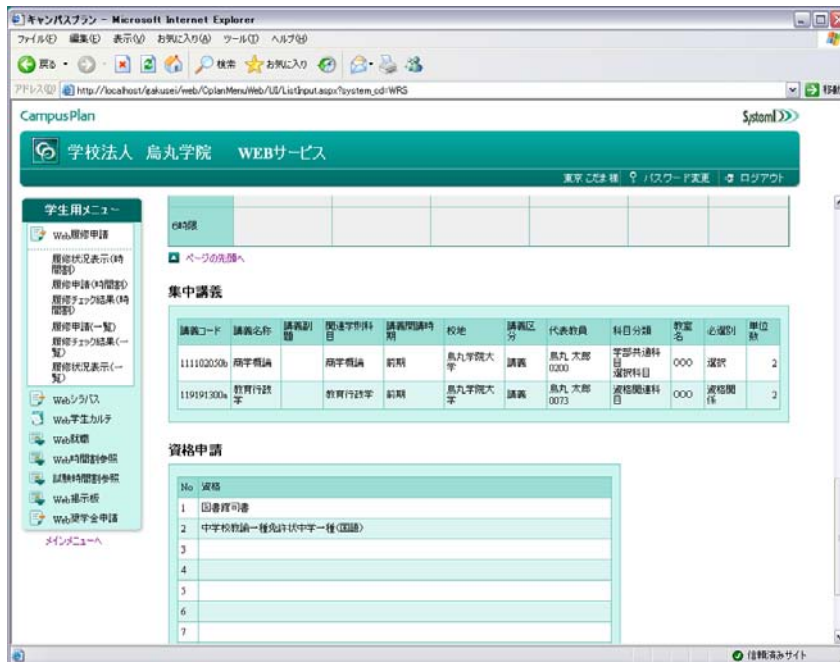 キャンパスプラン - Microsoft Internet Explorer
ファイル(F) 編集(E) 表示(V) お気に入り(A) ツール(T) ヘルプ(H)
戻る 検索 お気に入り
アドレス(D) http://localhost/gakusei/web/CplanMenuWeb/UI/ListInput.aspx?system_cd=WRS 移動
CampusPlan SystemD
学校法人 烏丸学院 WEBサービス
東京 こだま 様 パスワード変更 ログアウト
学生用メニュー
Web履修申請
履修状況表示(時間割)
履修申請(時間割)
履修チェック結果(時間割)
履修申請(一覧)
履修チェック結果(一覧)
履修状況表示(一覧)
Webシラバス
Web学生カルテ
Web就職
Web時間割参照
試験時間割参照
Web掲示板
Web奨学金申請
メインメニューへ
6時限
ページの先頭へ
集中講義
講義コード 講義名称 講義副題 関連学則科目 講義開講時期 校地 講義区分 代表教員 科目分類 教室名 必選別 単位数
111102050b 商学概論 商学概論 前期 烏丸学院大学 講義 烏丸 太郎 0200 学部共通科目 選択科目 000 選択 2
119191300a 教育行政学 教育行政学 前期 烏丸学院大学 講義 烏丸 太郎 0073 資格関連科目 000 資格関係 2
資格申請
No 資格
1 図書館司書
2 中学校教諭一種免許状中学一種(国語)
3
4
5
6
7
信頼済みサイト